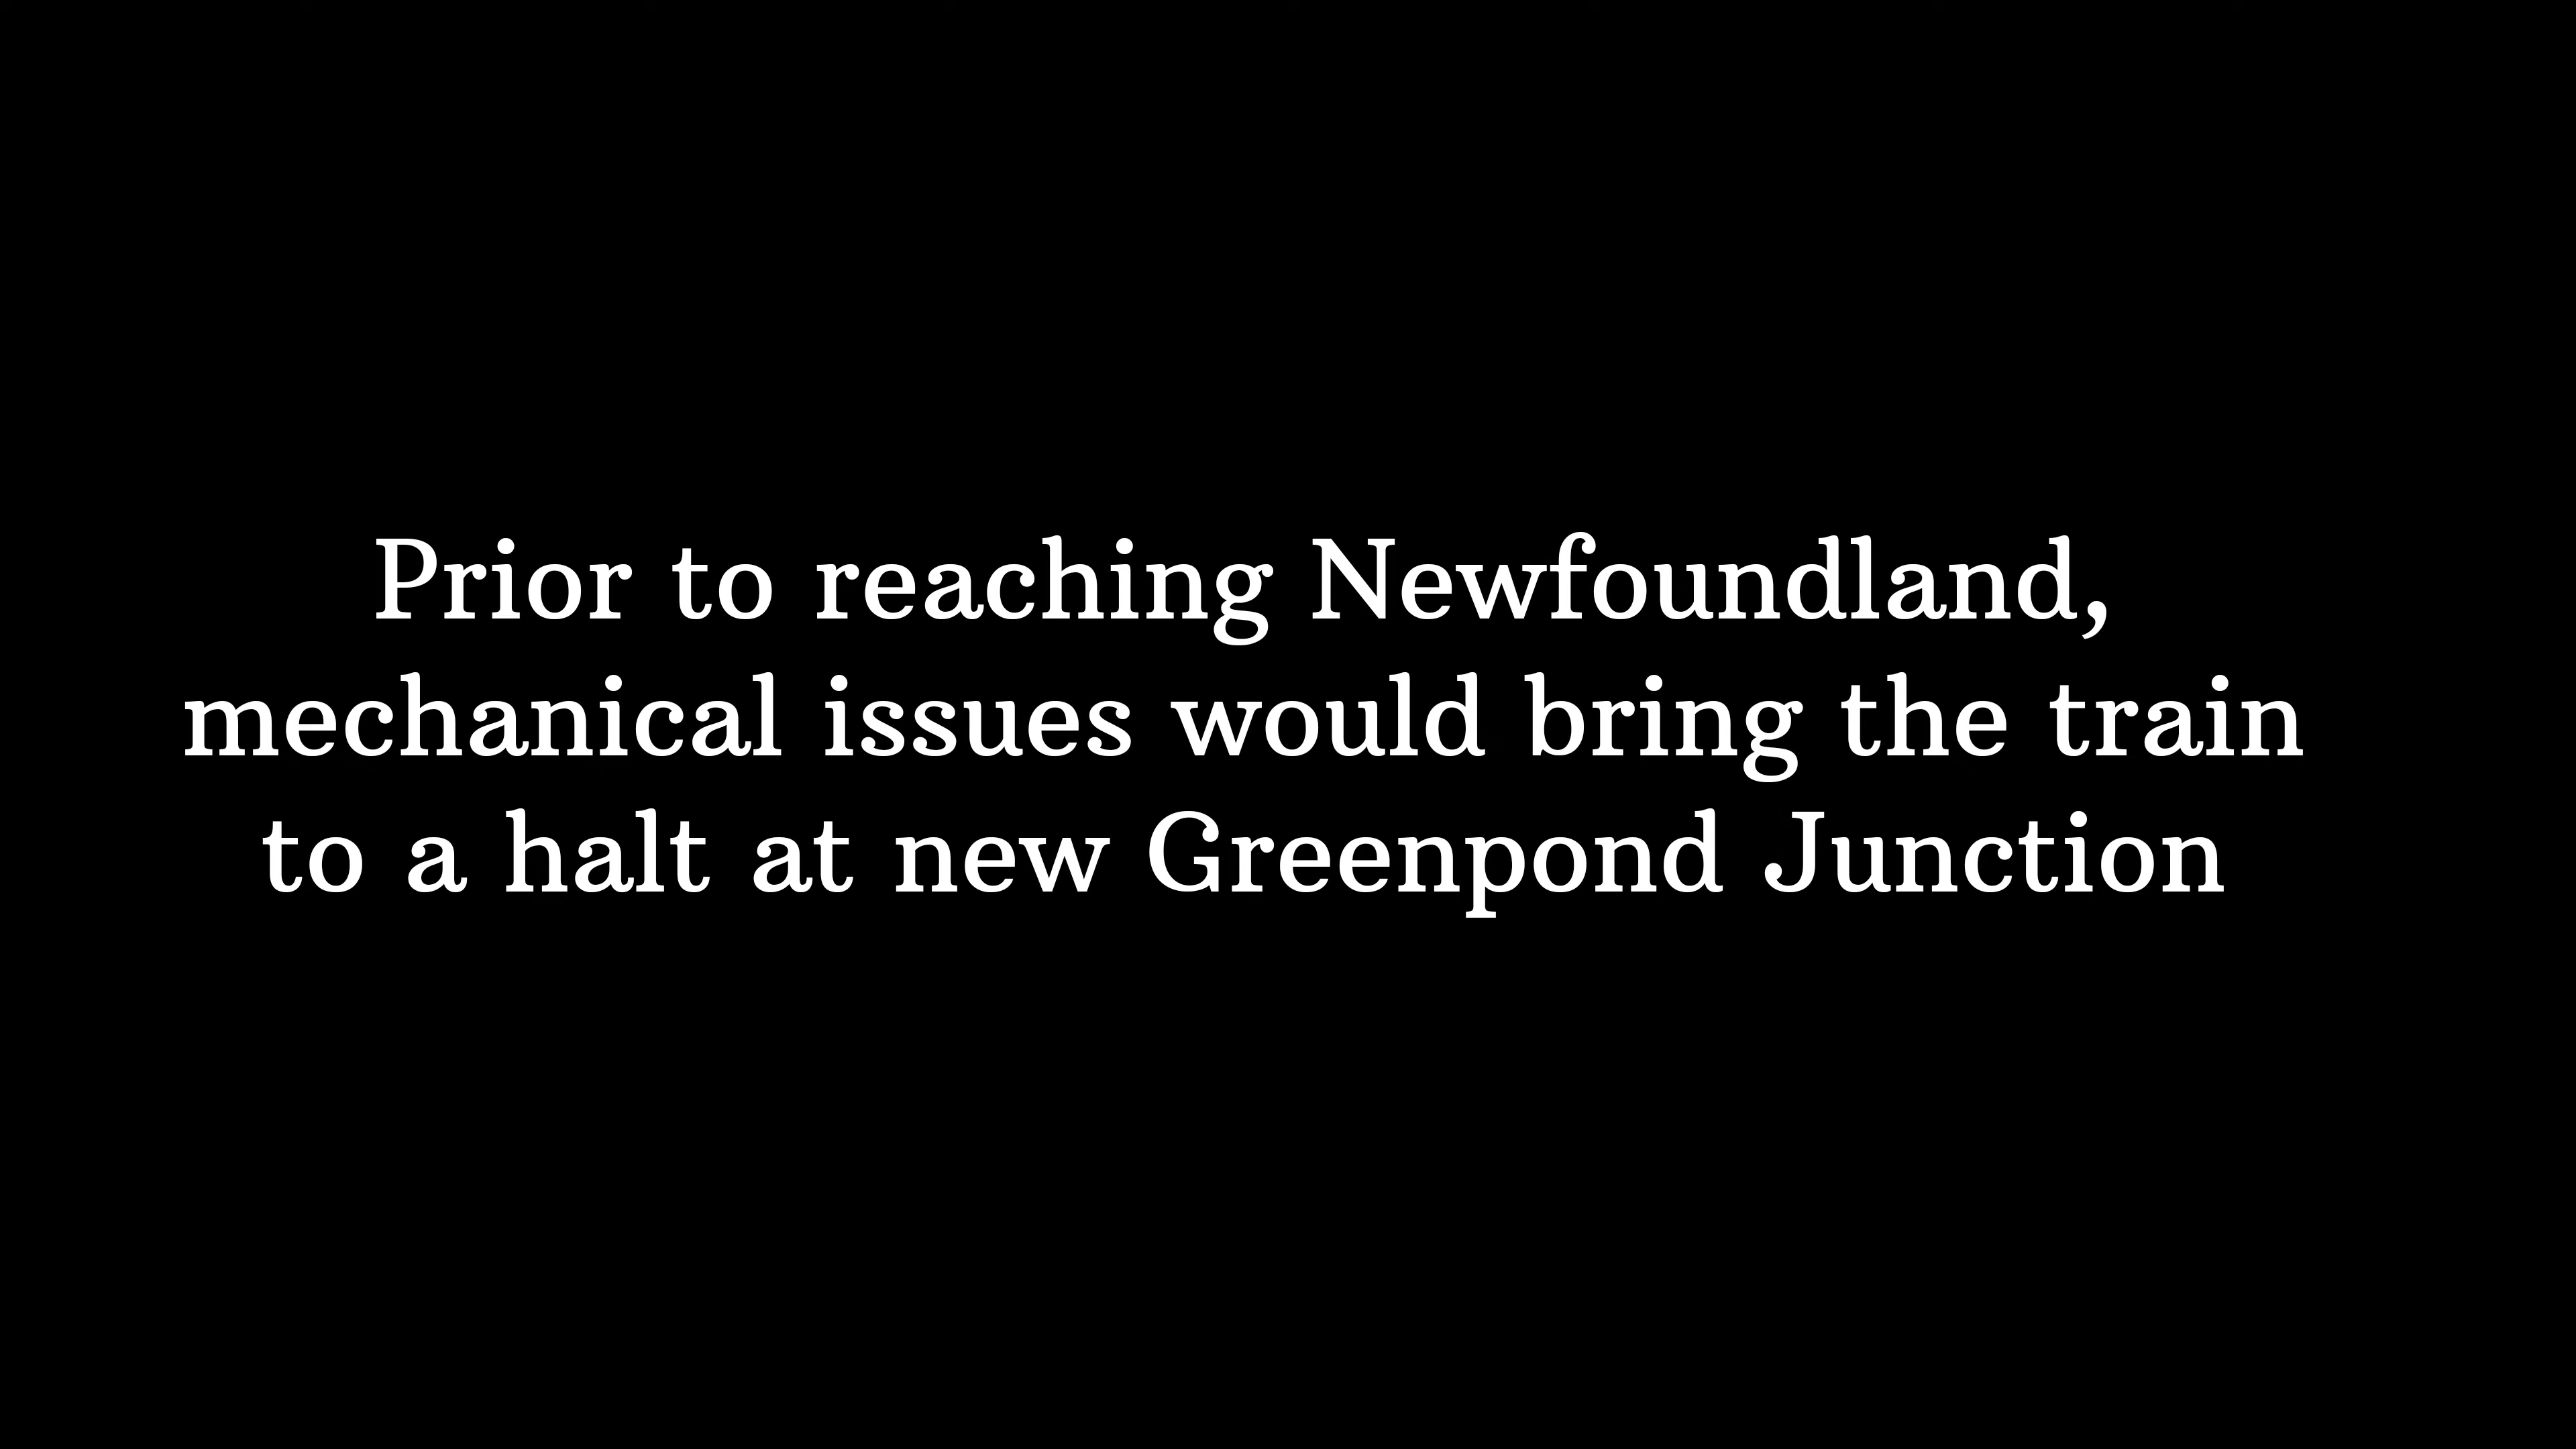 Prior to reaching Newfoundland,
mechanical issues would bring the train
to a halt at new Greenpond Junction